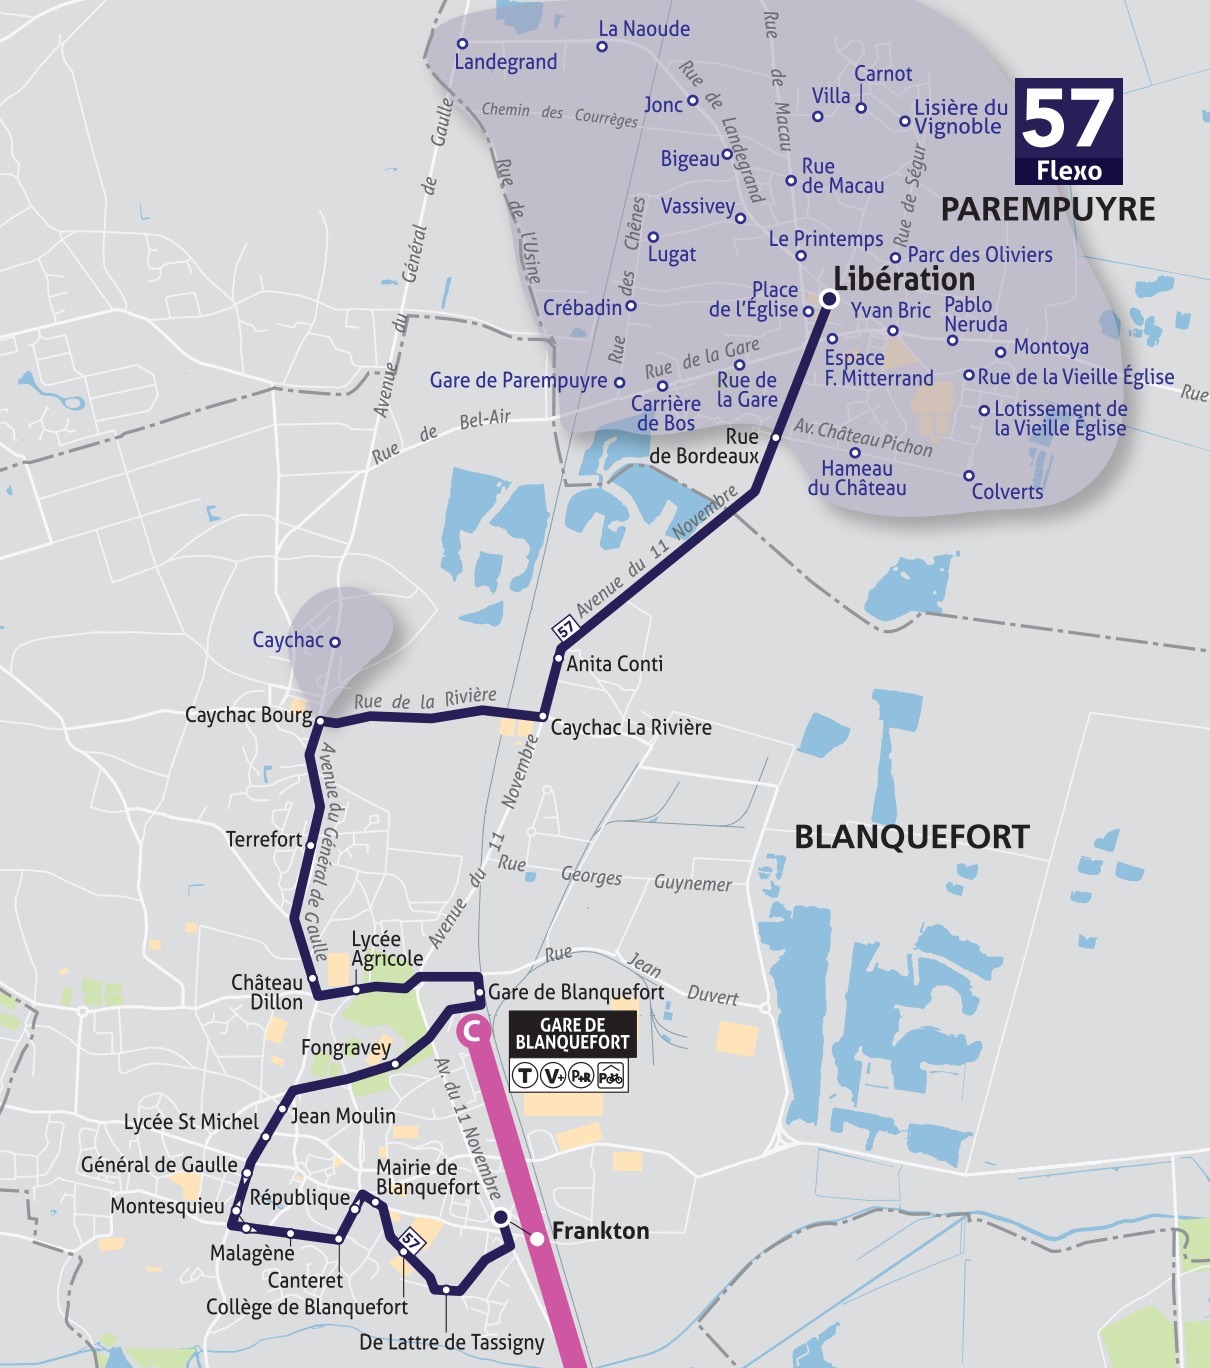 La Naoude
Landegrand
Rue de Macau
Carnot
Jonc
Villa
Lisière du
Vignoble
57
Flexo
Chemin des Courrèges
Rue de Landegrand
Avenue du Général de Gaulle
Rue de l'Usine
Bigeau
Rue
de Macau
Rue de Ségur
PAREMPUYRE
Vassivey
Rue des Chênes
Lugat
Le Printemps
Parc des Oliviers
Libération
Place
de l'Église
Crébadin
Yvan Bric
Pablo
Neruda
Montoya
Espace
F. Mitterrand
Rue de la Gare
Gare de Parempuyre
Rue de
la Gare
Rue de la Vieille Église
Rue
Carrière
de Bos
Lotissement de
la Vieille Église
Rue de Bel-Air
Rue
de Bordeaux
Av. Château Pichon
Hameau
du Château
Colverts
Avenue du 11 Novembre
57
Caychac
Anita Conti
Rue de la Rivière
Caychac Bourg
Caychac La Rivière
Avenue du Général de Gaulle
Avenue du 11 Novembre
Terrefort
BLANQUEFORT
Rue Georges Guynemer
Lycée
Agricole
Rue Jean Duvert
Château
Dillon
Gare de Blanquefort
C
GARE DE
BLANQUEFORT
T V+ P+R P
Fongravey
Av. du 11 Novembre
Jean Moulin
Lycée St Michel
Général de Gaulle
Mairie de
Blanquefort
République
Montesquieu
Frankton
57
Malagène
Canteret
Collège de Blanquefort
De Lattre de Tassigny